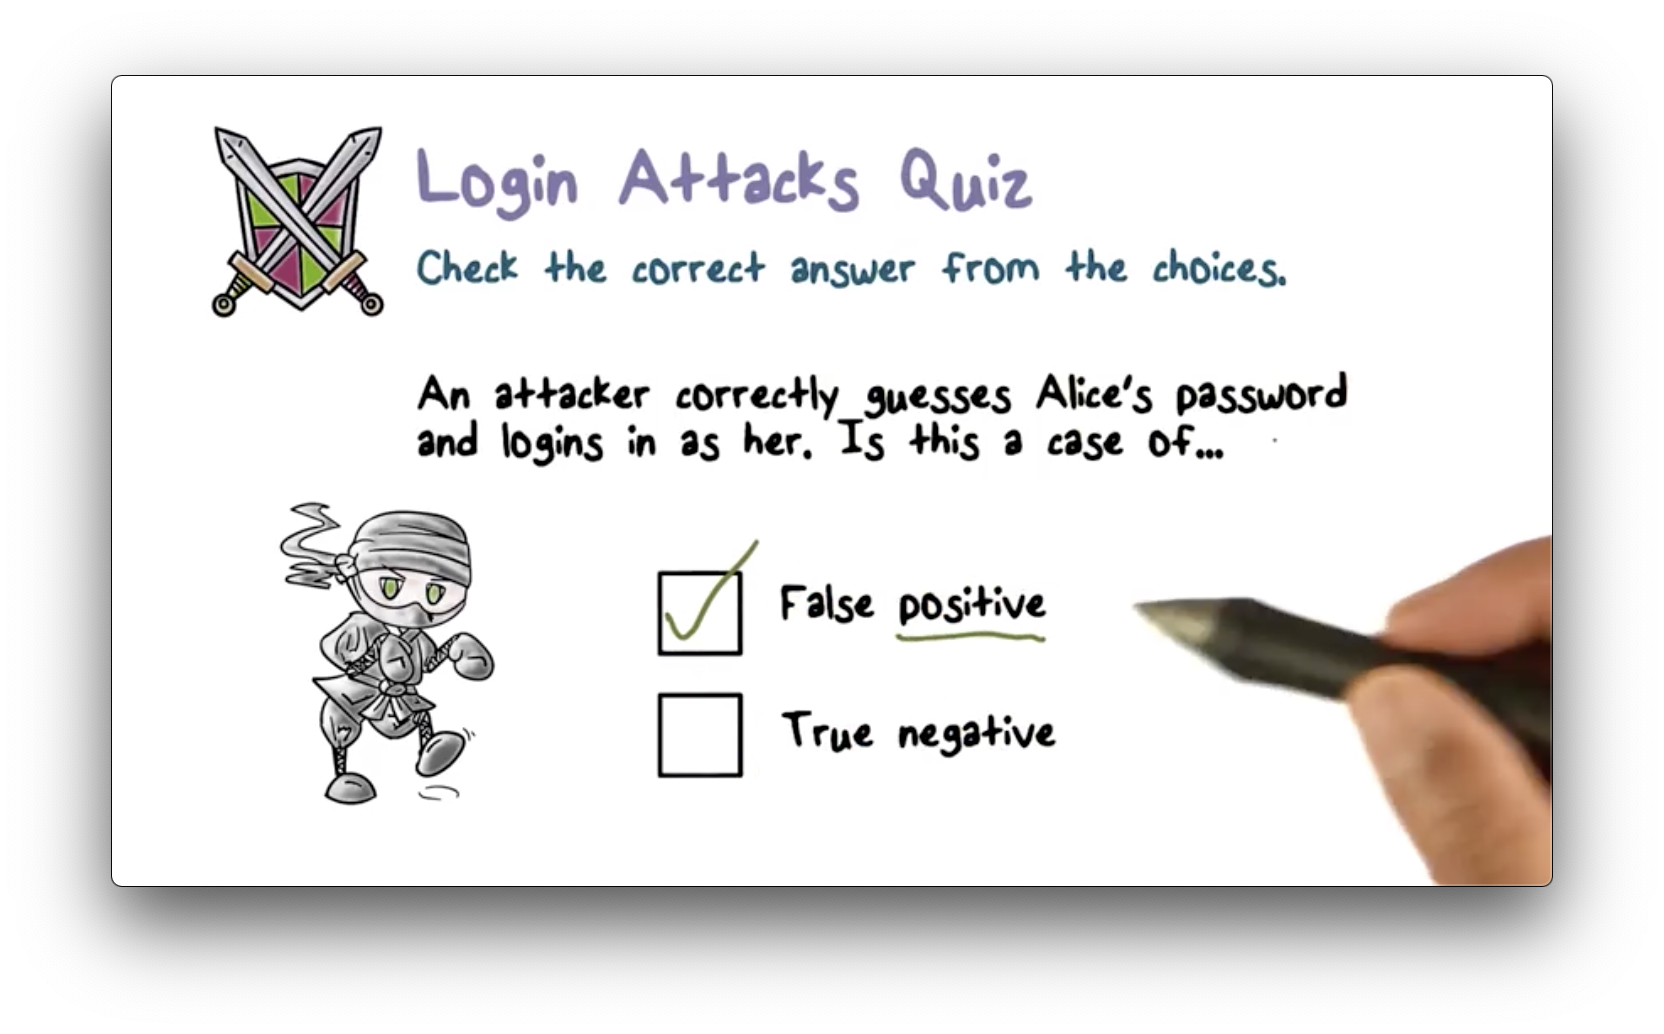 Login Attacks Quiz
Check the correct answer from the choices.
An attacker correctly guesses Alice's password
and logins in as her. Is this a case of...
False positive
True negative